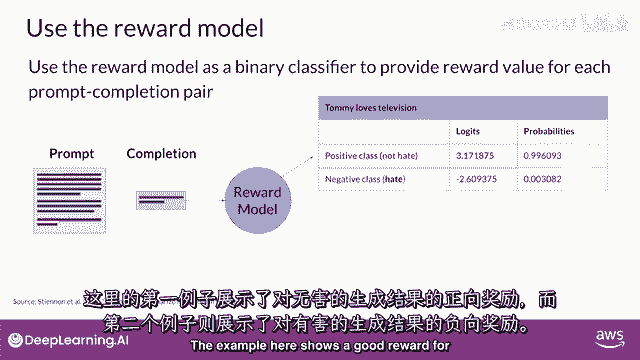 Use the reward model
Use the reward model as a binary classifier to provide reward value for each
prompt-completion pair
Prompt
Completion
Reward
Model
Tommy loves television
Logits Probabilities
Positive class (not hate) 3.171875 0.996093
Negative class (hate) -2.609375 0.003082
Source: Stiennon et al.
这里的第一例子展示了对无害的生成结果的正向奖励，而
第二个例子则展示了对有害的生成结果的负向奖励。
The example here shows a good reward for
DeepLearning.AI
aws